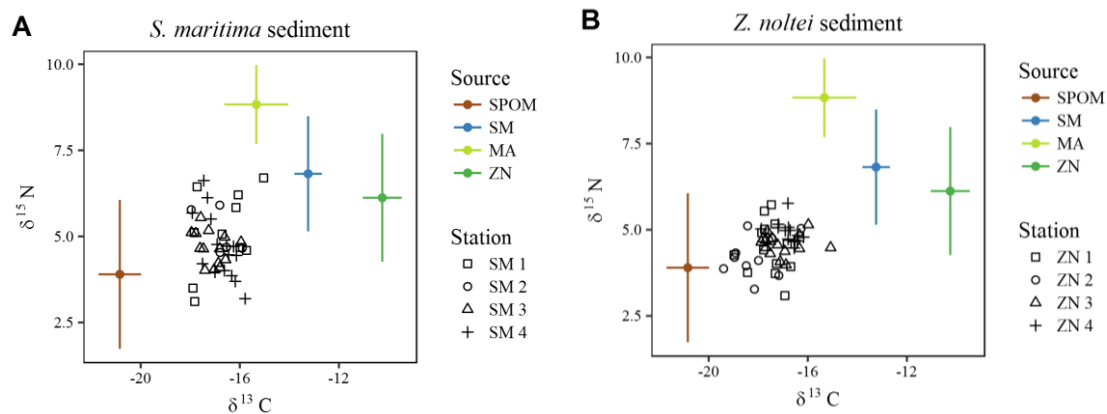 A
S. maritima sediment
10.0
7.5
5.0
2.5
δ 15 N
-20
-16
-12
δ 13 C
Source
SPOM
SM
MA
ZN
Station
SM 1
SM 2
SM 3
SM 4
B
Z. noltei sediment
10.0
7.5
5.0
2.5
δ 15 N
-20
-16
-12
δ 13 C
Source
SPOM
SM
MA
ZN
Station
ZN 1
ZN 2
ZN 3
ZN 4